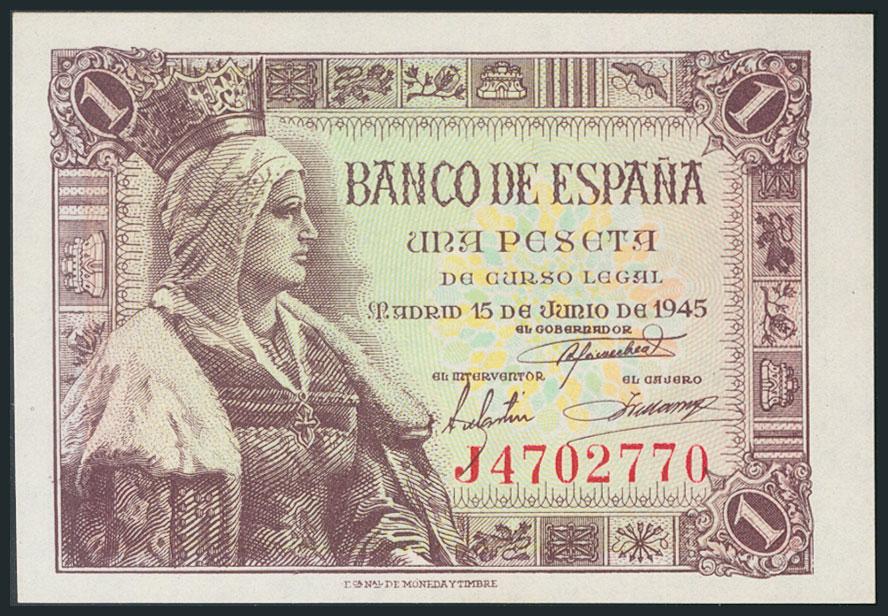 1
1
BANCO DE ESPAÑA
UNA PESETA
DE CURSO LEGAL
MADRID 15 DE JUNIO DE 1945
EL GOBERNADOR
EL INTERVENTOR EL CAJERO
J4702770
1
NAL DE MONEDA Y TIMBRE